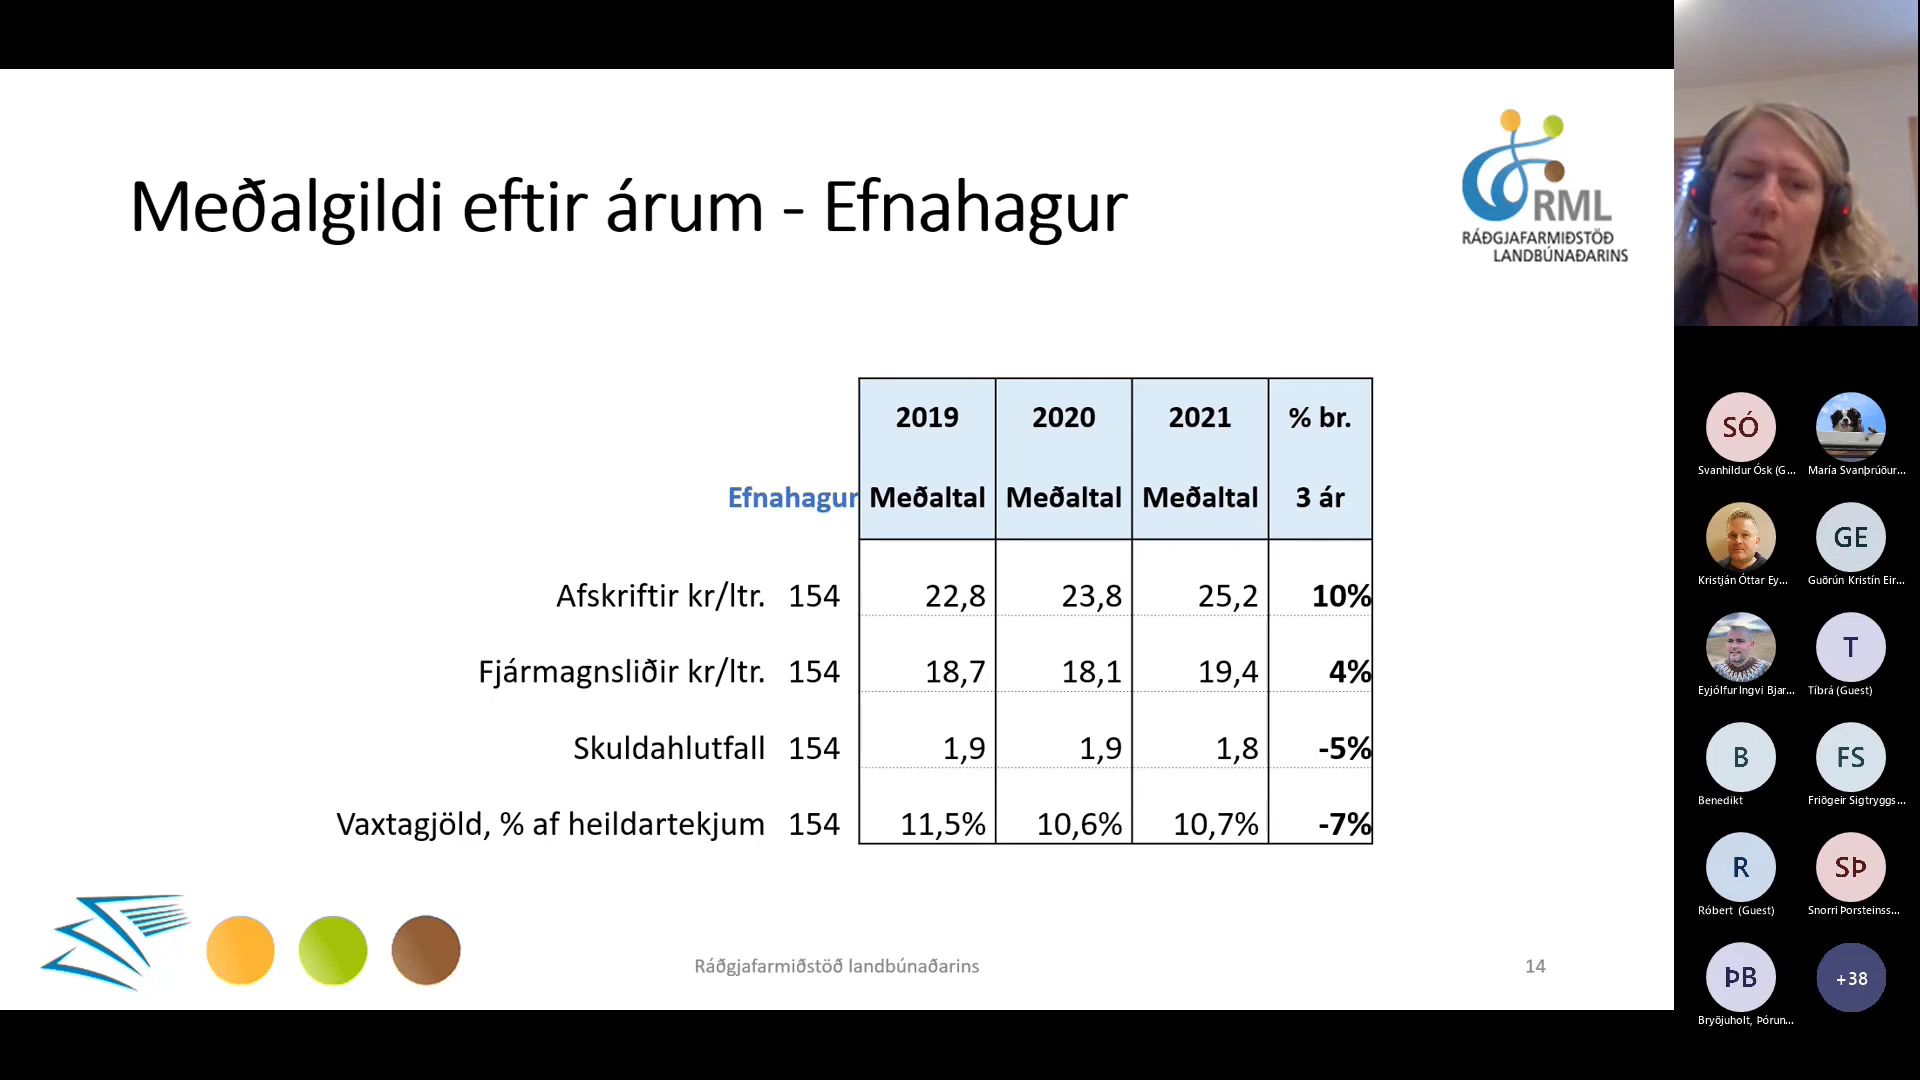 Meðalgildi eftir árum - Efnahagur
RML
RÁÐGJAFARMIÐSTÖÐ
LANDBÚNAÐARINS
2019 2020 2021 % br.
Efnahagur Meðaltal Meðaltal Meðaltal 3 ár
Afskriftir kr/ltr. 154 22,8 23,8 25,2 10%
Fjármagnsliðir kr/ltr. 154 18,7 18,1 19,4 4%
Skuldahlutfall 154 1,9 1,9 1,8 -5%
Vaxtagjöld, % af heildartekjum 154 11,5% 10,6% 10,7% -7%
Ráðgjafarmiðstöð landbúnaðarins 14
SÓ
Svanhildur Ósk (G... María Svanþrúður...
GE
Kristján Óttar Ey... Guðrún Kristín Eir...
T
Eyjólfur Ingvi Bjar... Tíbrá (Guest)
B FS
Benedikt Friðgeir Sigtryggs...
R SÞ
Róbert (Guest) Snorri Þorsteinss...
ÞB +38
Bryðjuholt, Þórun...